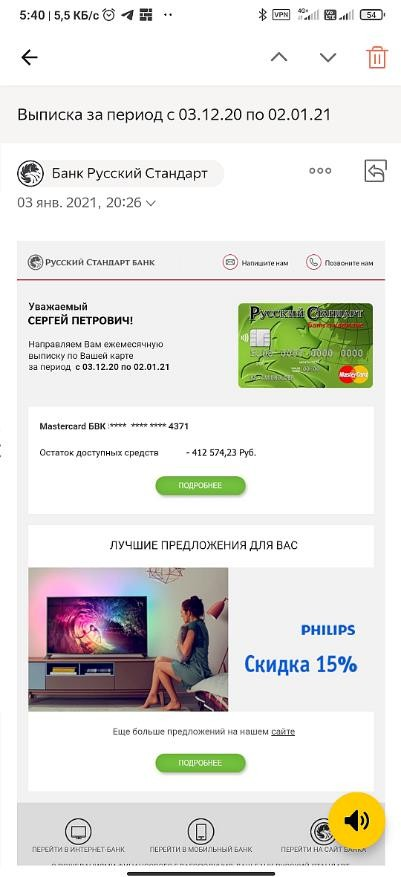 5:40 | 5,5 КБ/с
VPN 4G+ 54
Выписка за период с 03.12.20 по 02.01.21
Банк Русский Стандарт
03 янв. 2021, 20:26
Русский Стандарт Банк Напишите нам Позвоните нам
Уважаемый
СЕРГЕЙ ПЕТРОВИЧ!
Направляем Вам ежемесячную
выписку по Вашей карте
за период с 03.12.20 по 02.01.21
Русский Стандарт
0000 0000 0000
MasterCard
Mastercard БВК :**** **** **** 4371
Остаток доступных средств - 412 574,23 Руб.
ПОДРОБНЕЕ
ЛУЧШИЕ ПРЕДЛОЖЕНИЯ ДЛЯ ВАС
PHILIPS
Скидка 15%
Еще больше предложений на нашем сайте
ПОДРОБНЕЕ
ПЕРЕЙТИ В ИНТЕРНЕТ-БАНК ПЕРЕЙТИ В МОБИЛЬНЫЙ БАНК ПЕРЕЙТИ НА САЙТ БАНКА